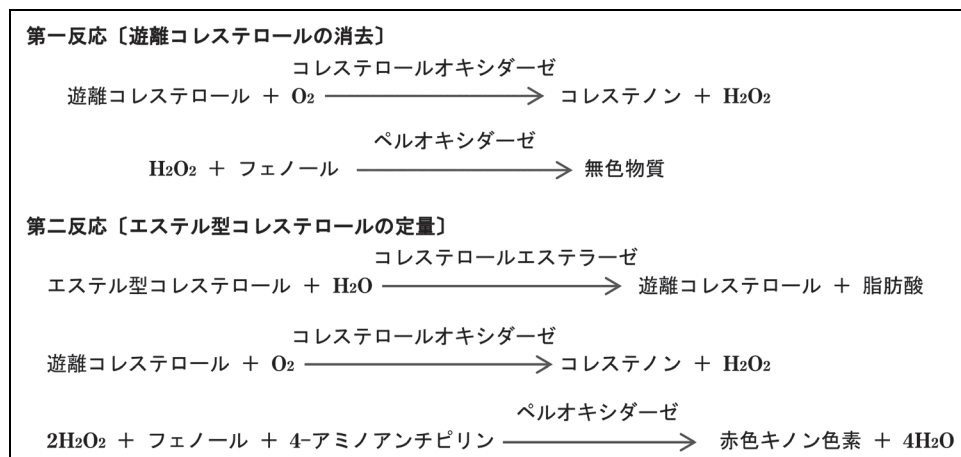 第一反応〔遊離コレステロールの消去〕
コレステロールオキシダーゼ
遊離コレステロール + O2 → コレステノン + H2O2
ペルオキシダーゼ
H2O2 + フェノール → 無色物質
第二反応〔エステル型コレステロールの定量〕
コレステロールエステラーゼ
エステル型コレステロール + H2O → 遊離コレステロール + 脂肪酸
コレステロールオキシダーゼ
遊離コレステロール + O2 → コレステノン + H2O2
ペルオキシダーゼ
2H2O2 + フェノール + 4-アミノアンチピリン → 赤色キノン色素 + 4H2O